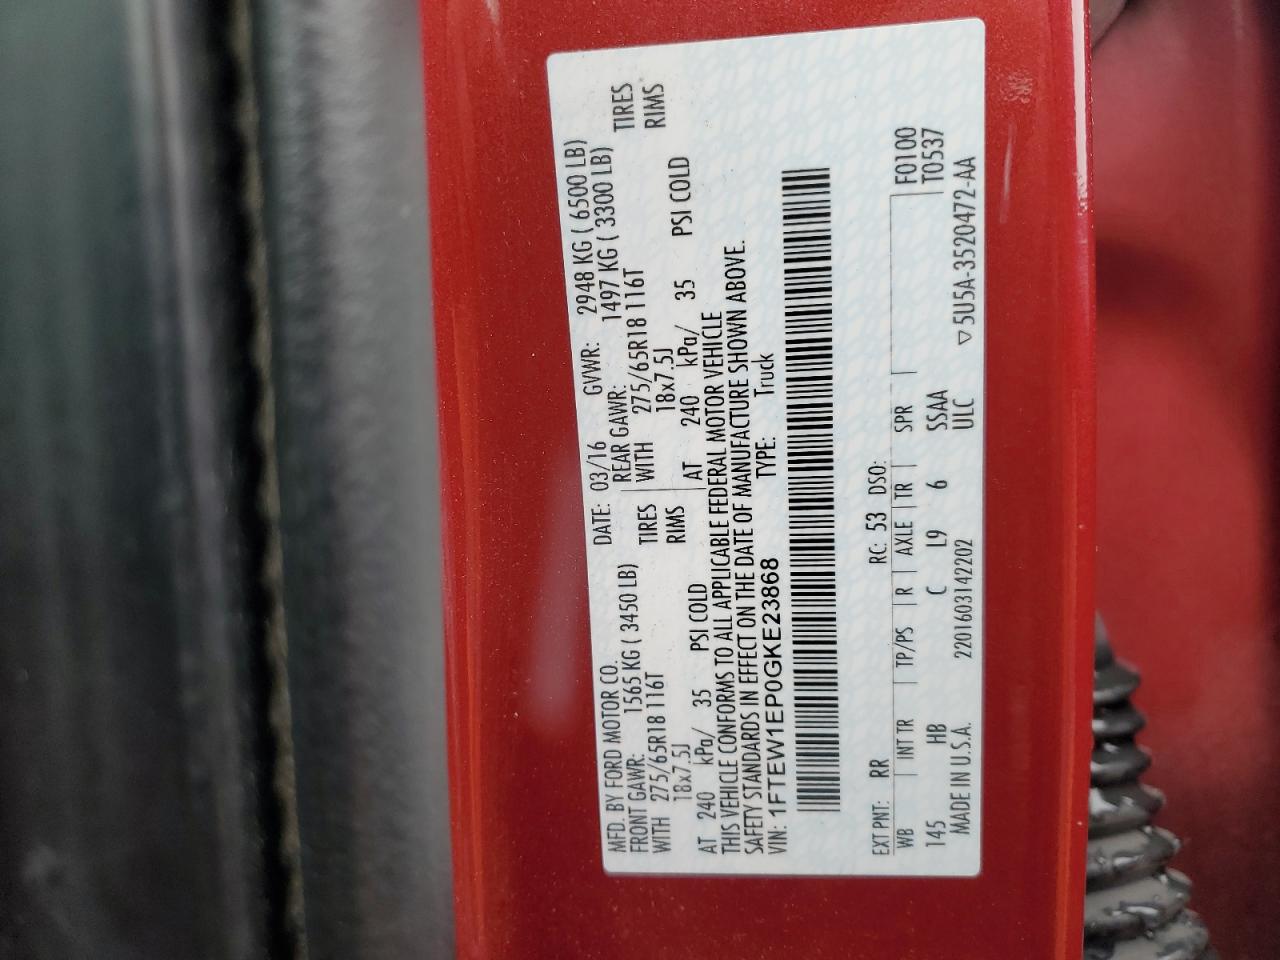 MFD. BY FORD MOTOR CO.
DATE: 03/16 GVWR: 2948 KG ( 6500 LB)
FRONT GAWR: 1565 KG ( 3450 LB) REAR GAWR: 1497 KG ( 3300 LB)
WITH 275/65R18 116T TIRES WITH 275/65R18 116T TIRES
18x7.5J RIMS 18x7.5J RIMS
AT 240 kPa/ 35 PSI COLD AT 240 kPa/ 35 PSI COLD
THIS VEHICLE CONFORMS TO ALL APPLICABLE FEDERAL MOTOR VEHICLE
SAFETY STANDARDS IN EFFECT ON THE DATE OF MANUFACTURE SHOWN ABOVE.
VIN: 1FTEW1EP0GKE23868 TYPE: Truck
EXT PNT: RR RC: 53 DSO:
WB INT TR TP/PS R AXLE TR SPR F0100
145 HB C L9 6 SSAA T0537
MADE IN U.S.A. 2201603142202 ULC ▽5U5A-3520472-AA